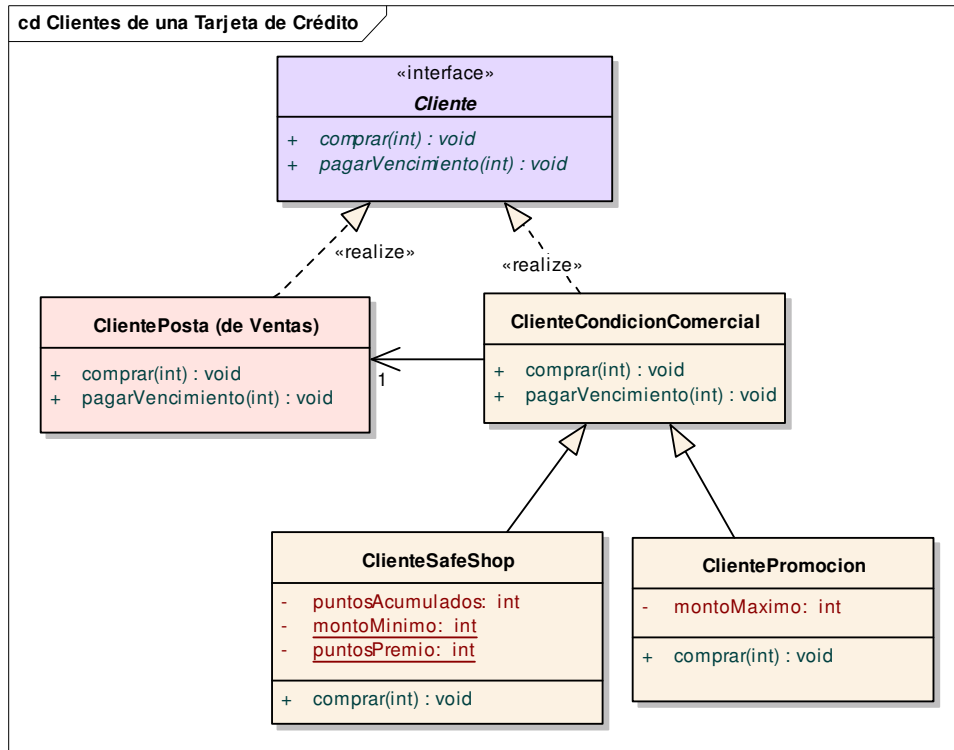 cd Clientes de una Tarjeta de Crédito
«interface»
Cliente
+ comprar(int) : void
+ pagarVencimiento(int) : void
«realize»
«realize»
ClientePosta (de Ventas)
+ comprar(int) : void
+ pagarVencimiento(int) : void
1
ClienteCondicionComercial
+ comprar(int) : void
+ pagarVencimiento(int) : void
ClienteSafeShop
- puntosAcumulados: int
- montoMinimo: int
- puntosPremio: int
+ comprar(int) : void
ClientePromocion
- montoMaximo: int
+ comprar(int) : void